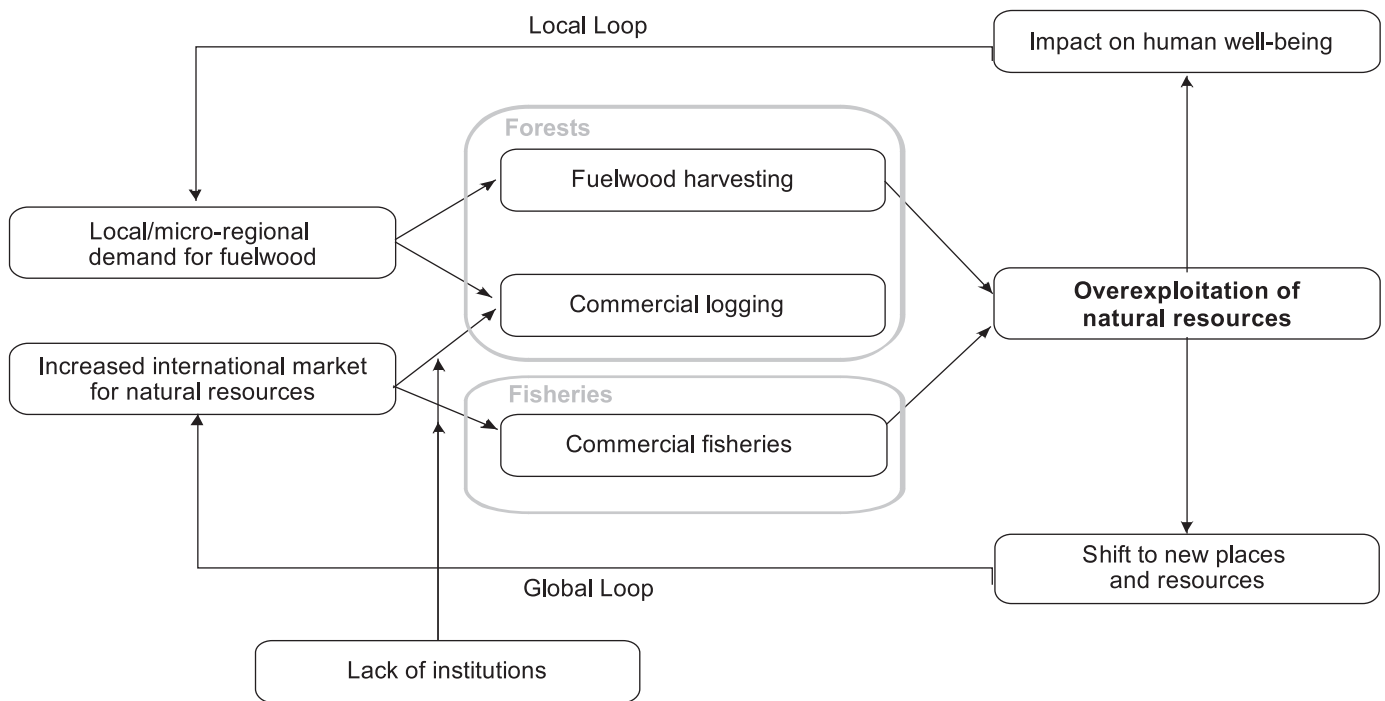 Local Loop
Impact on human well-being
Forests
Fuelwood harvesting
Local/micro-regional
demand for fuelwood
Commercial logging
Overexploitation of
natural resources
Increased international market
for natural resources
Fisheries
Commercial fisheries
Shift to new places
and resources
Global Loop
Lack of institutions